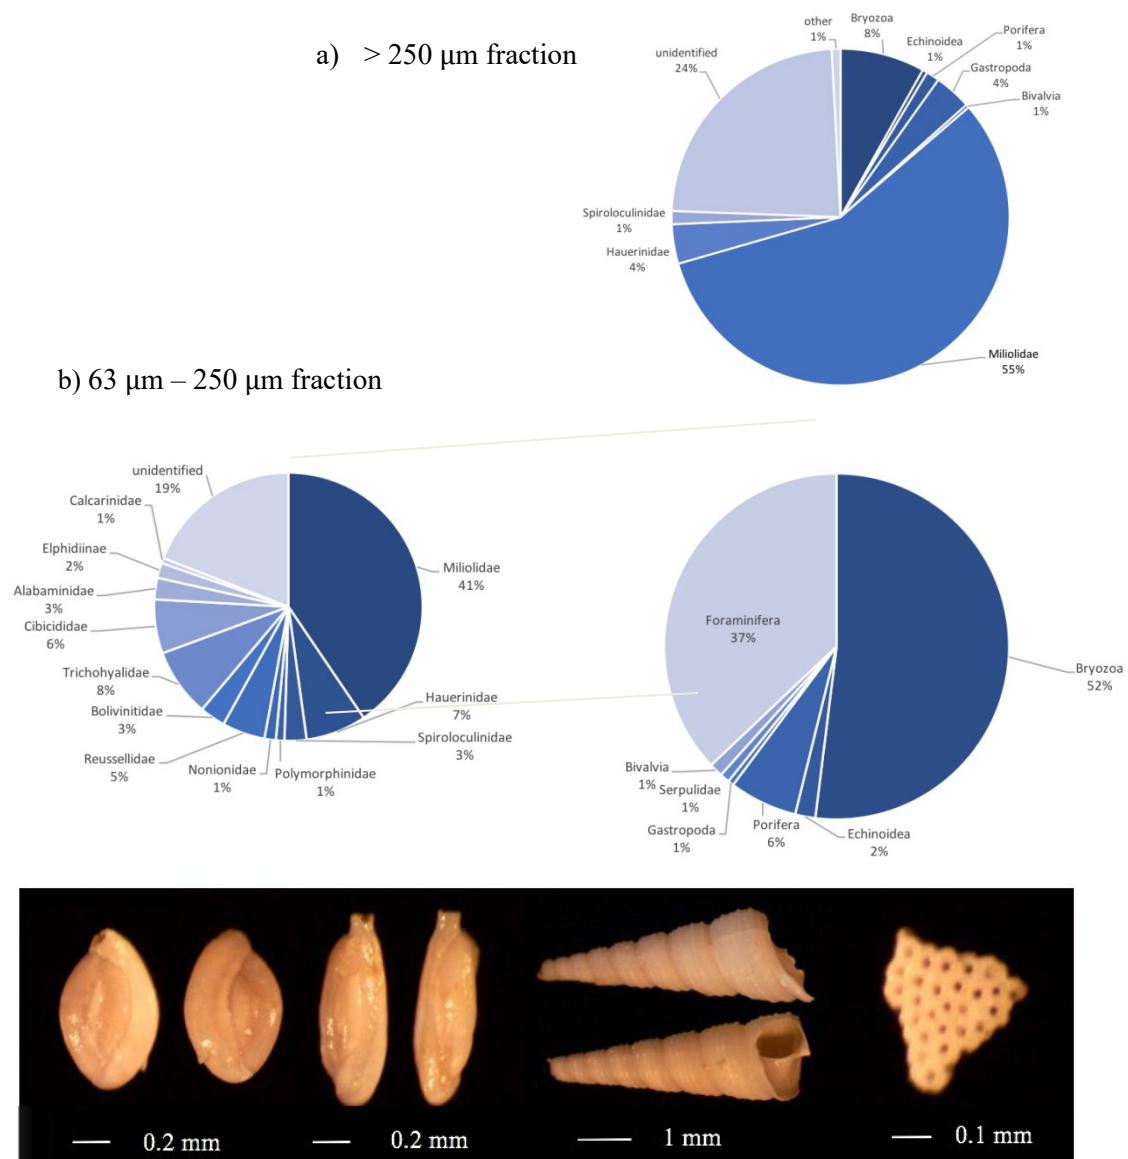 a) > 250 μm fraction
other
1%
Bryozoa
8%
Echinoidea
1%
Porifera
1%
Gastropoda
4%
Bivalvia
1%
unidentified
24%
Spiroloculinidae
1%
Hauerinidae
4%
Miliolidae
55%
b) 63 μm – 250 μm fraction
unidentified
19%
Calcarinidae
1%
Elphidiinae
2%
Alabaminidae
3%
Cibicididae
6%
Trichohyalidae
8%
Bolivinitidae
3%
Reussellidae
5%
Nonionidae
1%
Polymorphinidae
1%
Spiroloculinidae
3%
Hauerinidae
7%
Miliolidae
41%
Foraminifera
37%
Bryozoa
52%
Bivalvia
1%
Serpulidae
1%
Gastropoda
1%
Porifera
6%
Echinoidea
2%
0.2 mm
0.2 mm
1 mm
0.1 mm